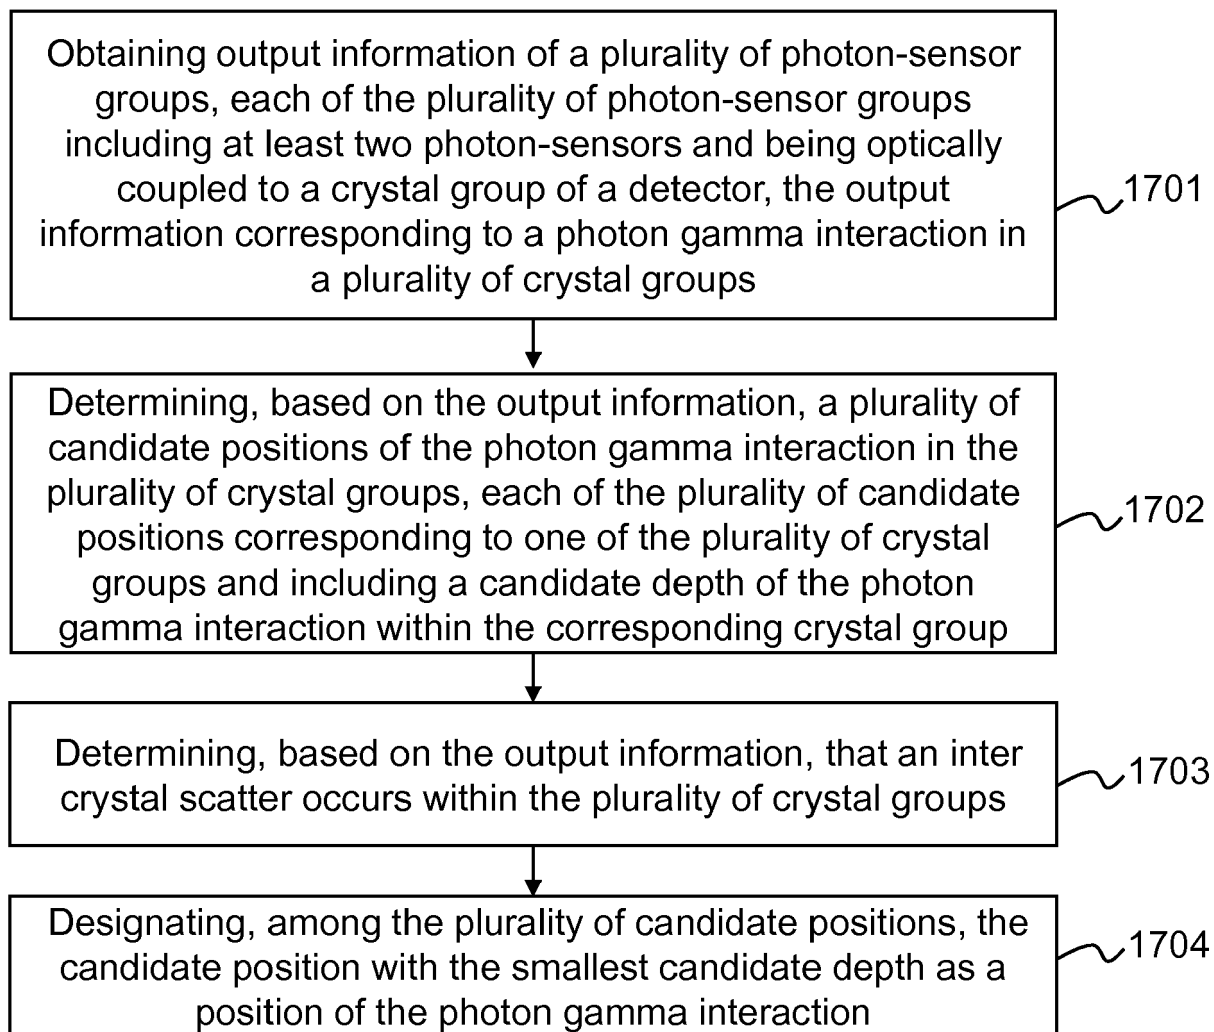 Obtaining output information of a plurality of photon-sensor
groups, each of the plurality of photon-sensor groups
including at least two photon-sensors and being optically
coupled to a crystal group of a detector, the output
information corresponding to a photon gamma interaction in
a plurality of crystal groups
1701
Determining, based on the output information, a plurality of
candidate positions of the photon gamma interaction in the
plurality of crystal groups, each of the plurality of candidate
positions corresponding to one of the plurality of crystal
groups and including a candidate depth of the photon
gamma interaction within the corresponding crystal group
1702
Determining, based on the output information, that an inter
crystal scatter occurs within the plurality of crystal groups
1703
Designating, among the plurality of candidate positions, the
candidate position with the smallest candidate depth as a
position of the photon gamma interaction
1704